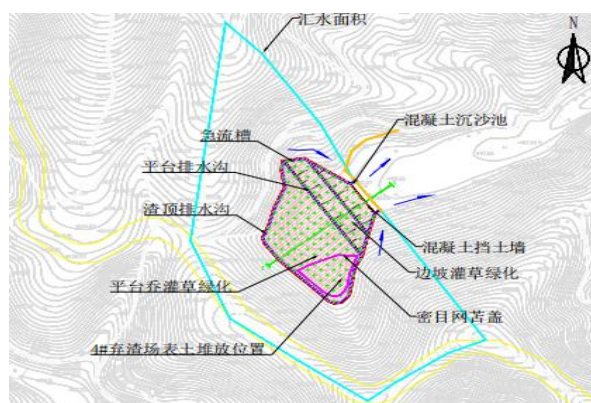 汇水面积
N
混凝土沉沙池
急流槽
平台排水沟
渣顶排水沟
混凝土挡土墙
边坡灌草绿化
平台乔灌草绿化
密目网苫盖
4#弃渣场表土堆放位置